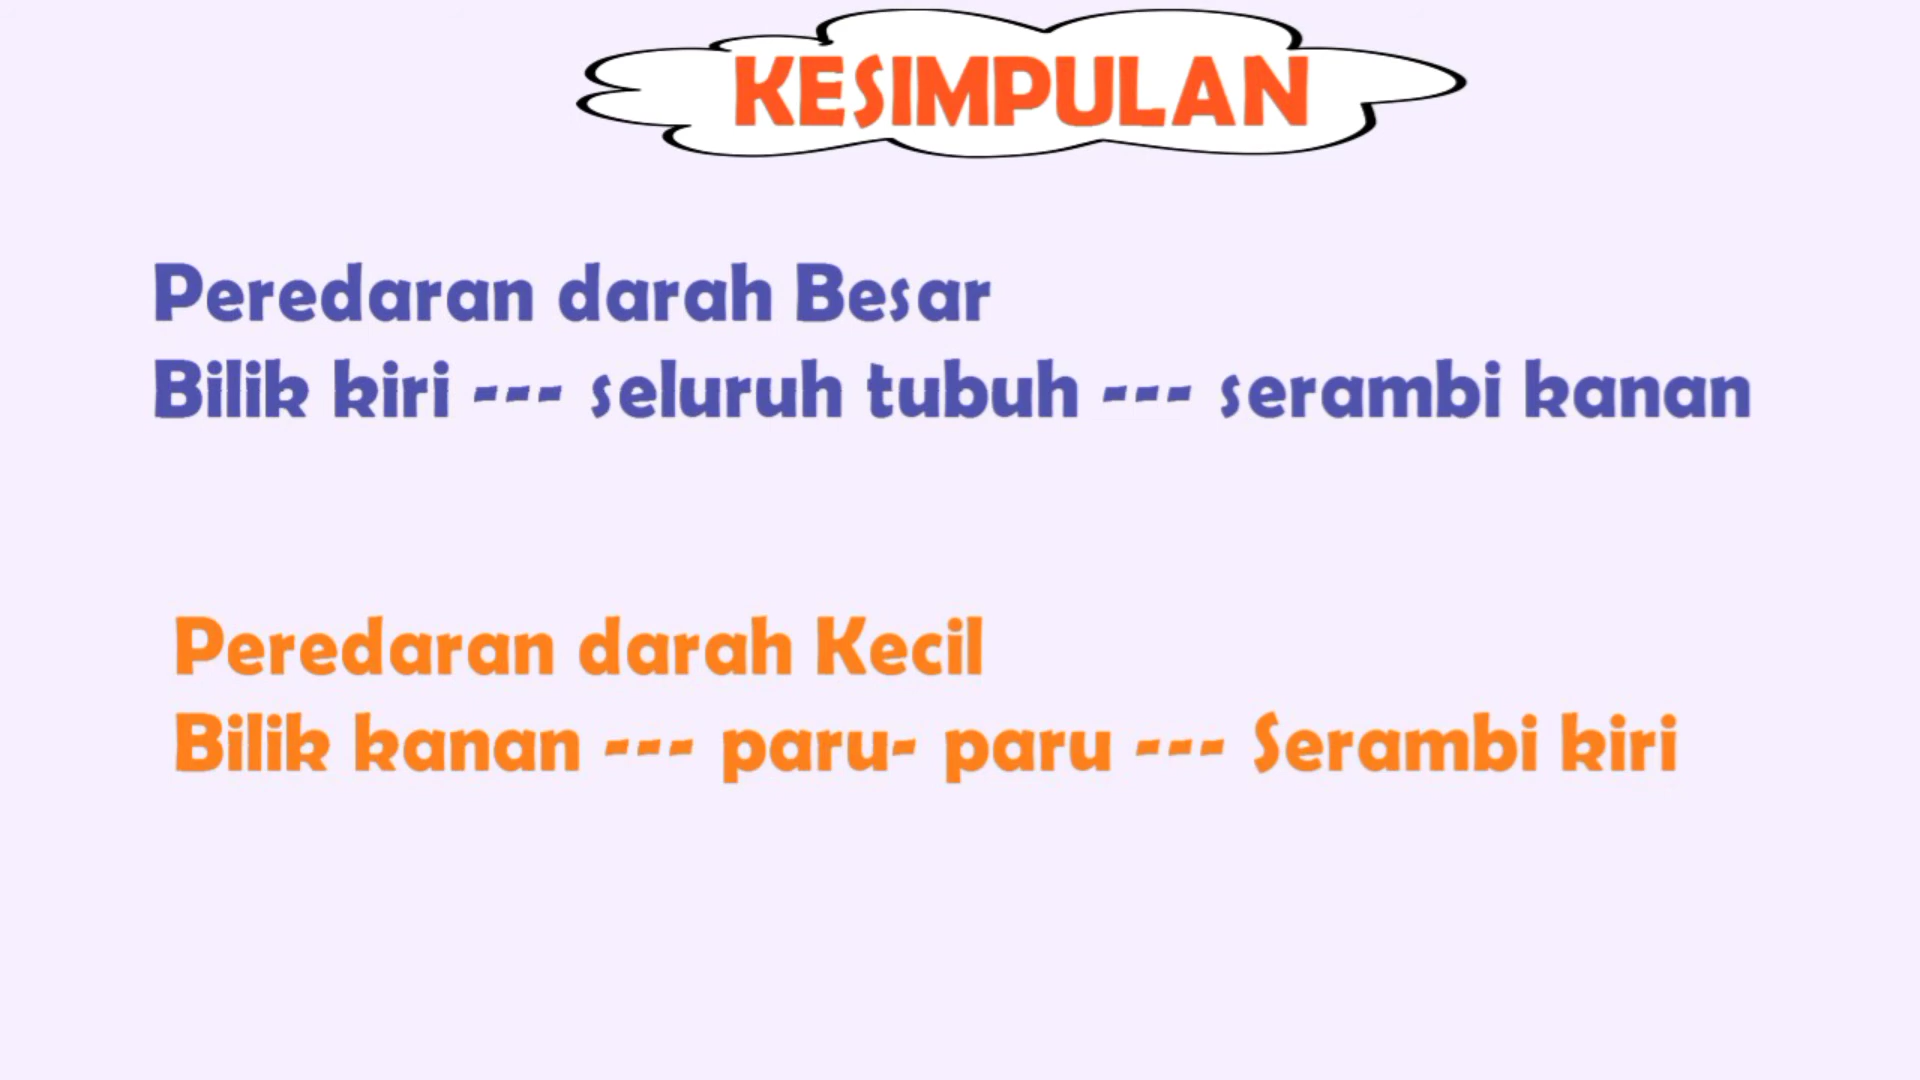 KESIMPULAN
Peredaran darah Besar
Bilik kiri --- seluruh tubuh --- serambi kanan
Peredaran darah Kecil
Bilik kanan --- paru- paru --- Serambi kiri